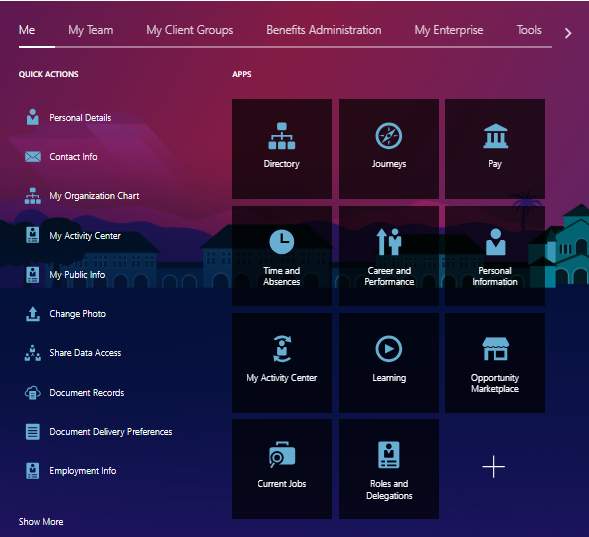 Me
My Team
My Client Groups
Benefits Administration
My Enterprise
Tools
QUICK ACTIONS
Personal Details
Contact Info
My Organization Chart
My Activity Center
My Public Info
Change Photo
Share Data Access
Document Records
Document Delivery Preferences
Employment Info
Show More
APPS
Directory
Journeys
Pay
Time and
Absences
Career and
Performance
Personal
Information
My Activity Center
Learning
Opportunity
Marketplace
Current Jobs
Roles and
Delegations